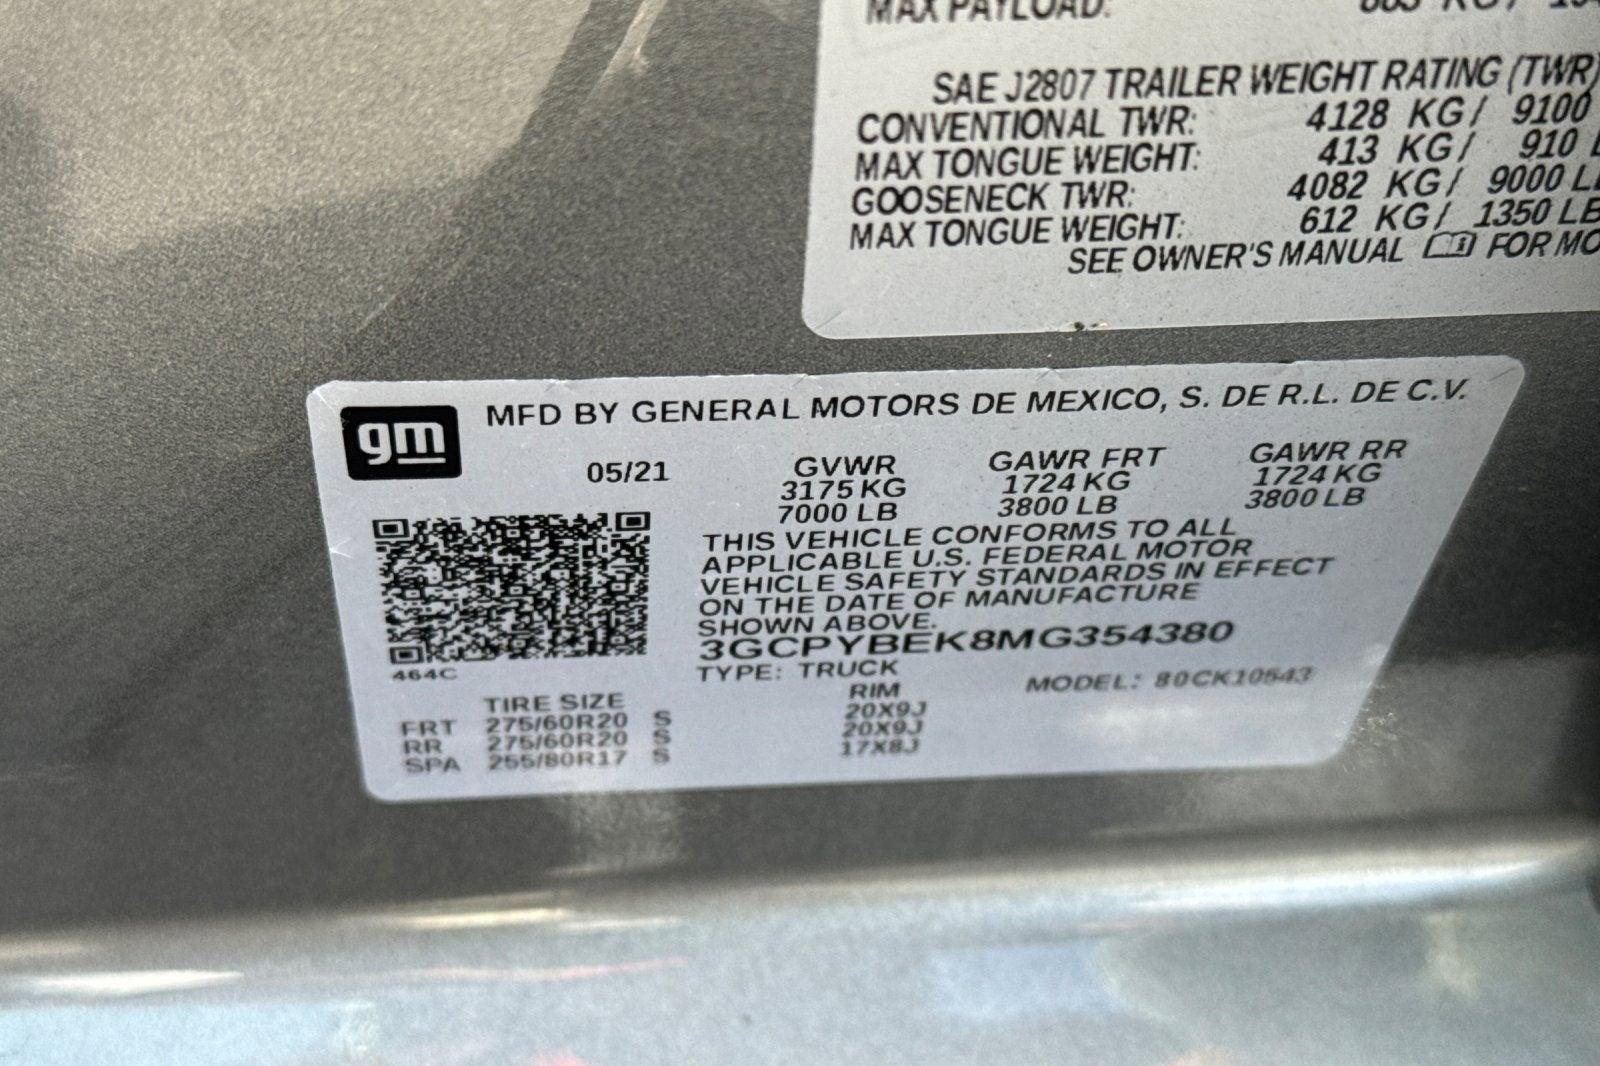 MAX PAYLOAD: KG/
SAE J2807 TRAILER WEIGHT RATING (TWR)
CONVENTIONAL TWR: 4128 KG/ 9100
MAX TONGUE WEIGHT: 413 KG/ 910
GOOSENECK TWR: 4082 KG/ 9000 LB
MAX TONGUE WEIGHT: 612 KG/ 1350 LB
SEE OWNER'S MANUAL FOR MO
gm
MFD BY GENERAL MOTORS DE MEXICO, S. DE R.L. DE C.V.
05/21 GVWR GAWR FRT GAWR RR
3175 KG 1724 KG 1724 KG
7000 LB 3800 LB 3800 LB
THIS VEHICLE CONFORMS TO ALL
APPLICABLE U.S. FEDERAL MOTOR
VEHICLE SAFETY STANDARDS IN EFFECT
ON THE DATE OF MANUFACTURE
SHOWN ABOVE.
3GCPYBEK8MG354380
464C
TYPE: TRUCK MODEL: 80CK10543
TIRE SIZE RIM
FRT 275/60R20 S 20X9J
RR 275/60R20 S 20X9J
SPA 255/80R17 S 17X8J